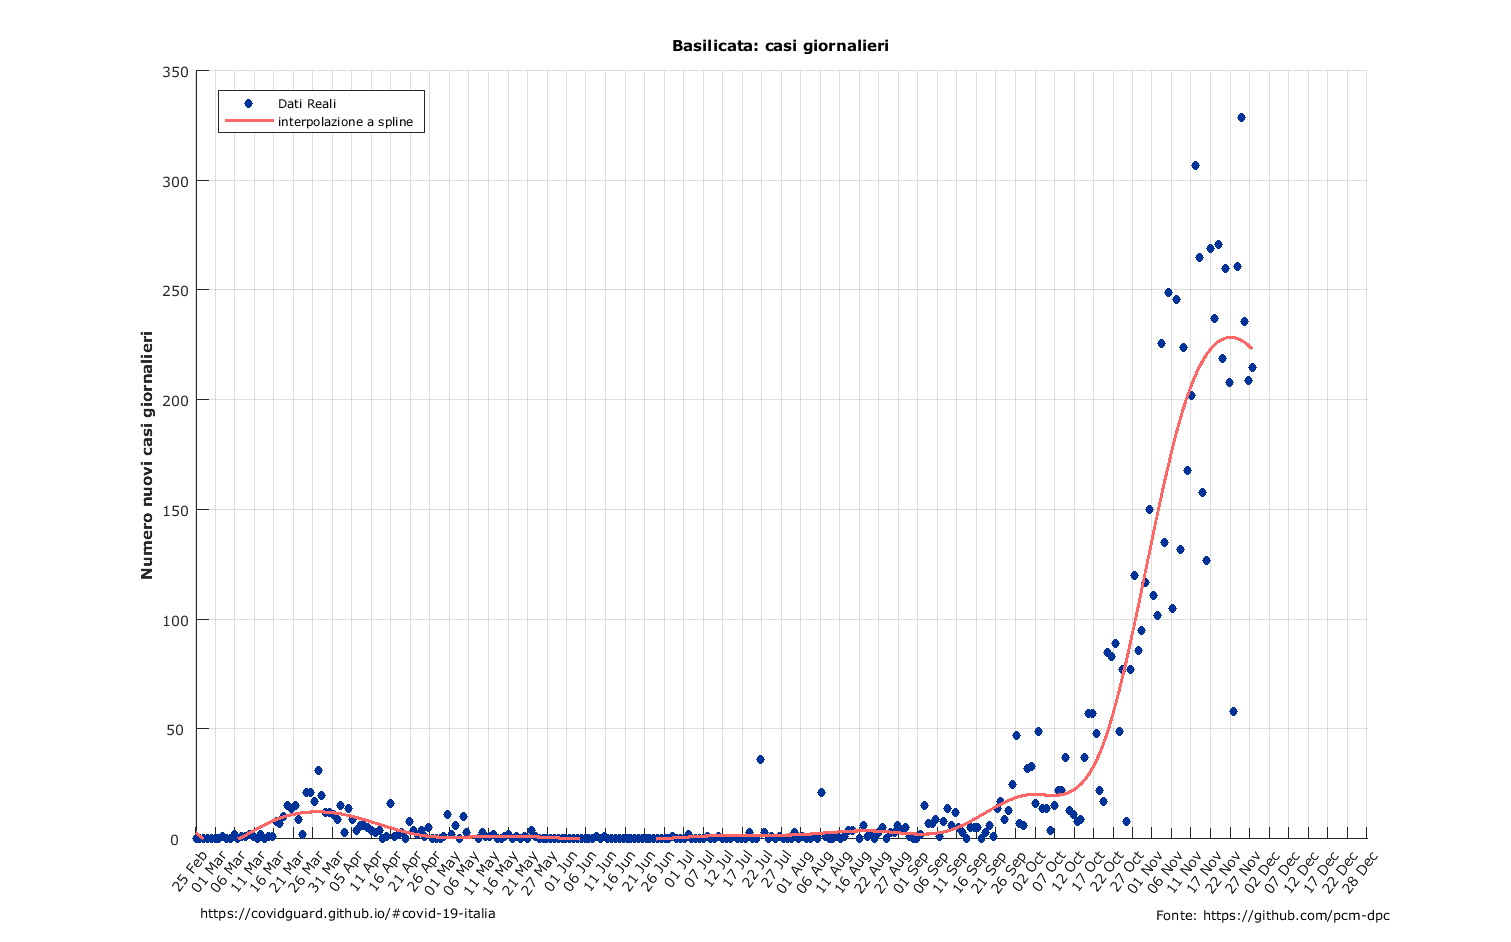 Basilicata: casi giornalieri
350
300
250
200
150
100
50
0
Numero nuovi casi giornalieri
Dati Reali
interpolazione a spline
25 Feb
01 Mar
06 Mar
11 Mar
16 Mar
21 Mar
26 Mar
31 Mar
05 Apr
11 Apr
16 Apr
21 Apr
26 Apr
01 May
06 May
11 May
16 May
21 May
27 May
01 Jun
06 Jun
11 Jun
16 Jun
21 Jun
26 Jun
01 Jul
07 Jul
12 Jul
17 Jul
22 Jul
27 Jul
01 Aug
06 Aug
11 Aug
16 Aug
22 Aug
27 Aug
01 Sep
06 Sep
11 Sep
16 Sep
21 Sep
26 Sep
02 Oct
07 Oct
12 Oct
17 Oct
22 Oct
27 Oct
01 Nov
06 Nov
11 Nov
17 Nov
22 Nov
27 Nov
02 Dec
07 Dec
12 Dec
17 Dec
22 Dec
28 Dec
https://covidguard.github.io/#covid-19-italia
Fonte: https://github.com/pcm-dpc